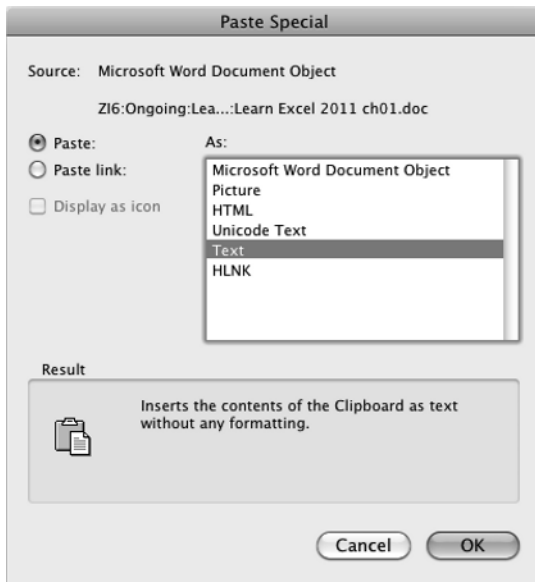 Paste Special
Source: Microsoft Word Document Object
ZI6:Ongoing:Lea...:Learn Excel 2011 ch01.doc
Paste:
As:
Paste link:
Display as icon
Microsoft Word Document Object
Picture
HTML
Unicode Text
Text
HLNK
Result
Inserts the contents of the Clipboard as text
without any formatting.
Cancel
OK